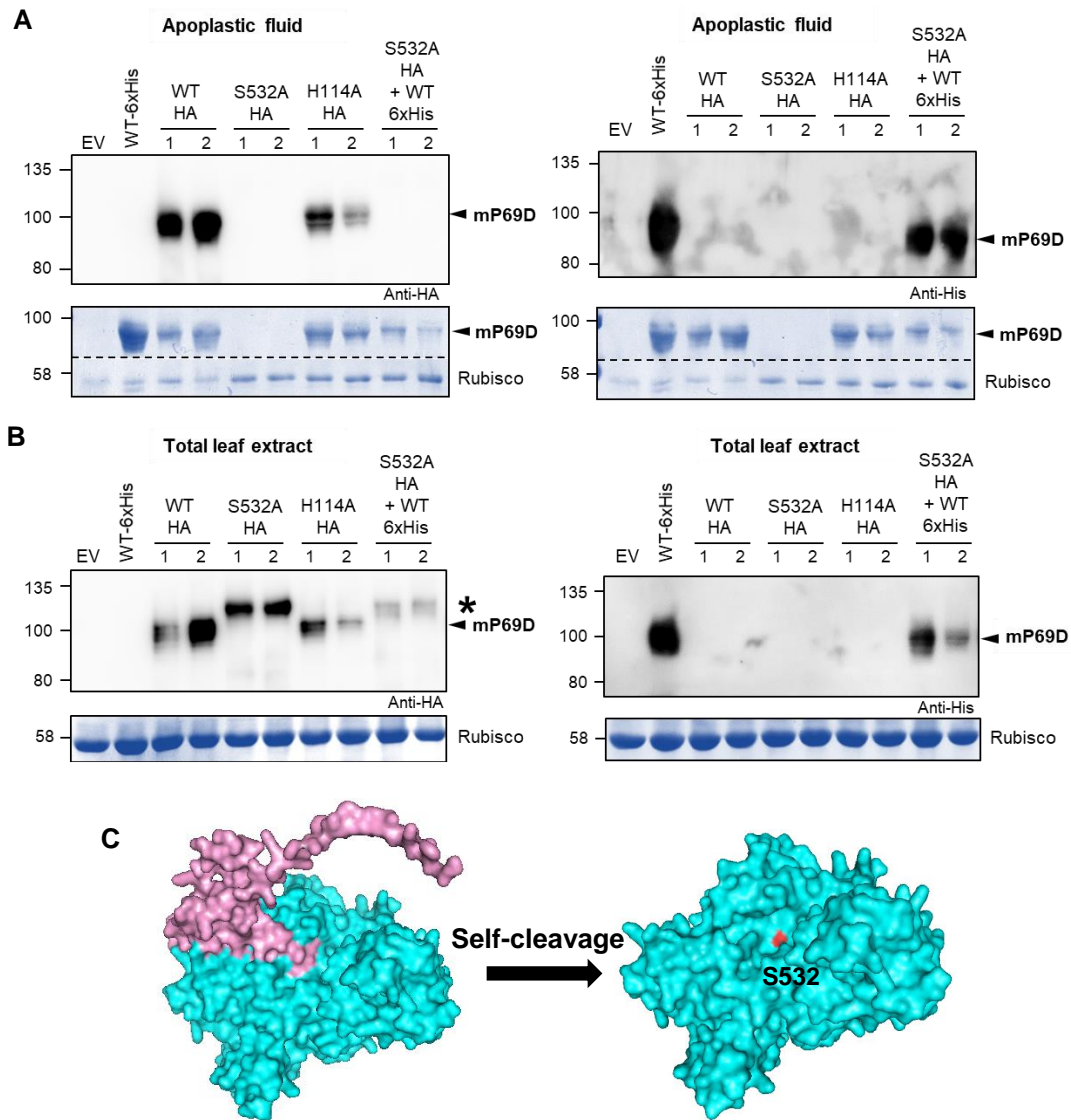 A
Apoplastic fluid
EV
WT-6xHis
WT
HA
S532A
HA
H114A
HA
S532A
HA
+ WT
6xHis
1 2 1 2 1 2 1 2
135
100
80
mP69D
Anti-HA
100
58
mP69D
Rubisco
Apoplastic fluid
EV
WT-6xHis
WT
HA
S532A
HA
H114A
HA
S532A
HA
+ WT
6xHis
1 2 1 2 1 2 1 2
135
100
80
mP69D
Anti-His
100
58
mP69D
Rubisco
B
Total leaf extract
EV
WT-6xHis
WT
HA
S532A
HA
H114A
HA
S532A
HA
+ WT
6xHis
1 2 1 2 1 2 1 2
135
100
80
*
mP69D
Anti-HA
58
Rubisco
Total leaf extract
EV
WT-6xHis
WT
HA
S532A
HA
H114A
HA
S532A
HA
+ WT
6xHis
1 2 1 2 1 2 1 2
135
100
80
mP69D
Anti-His
58
Rubisco
C
Self-cleavage
S532